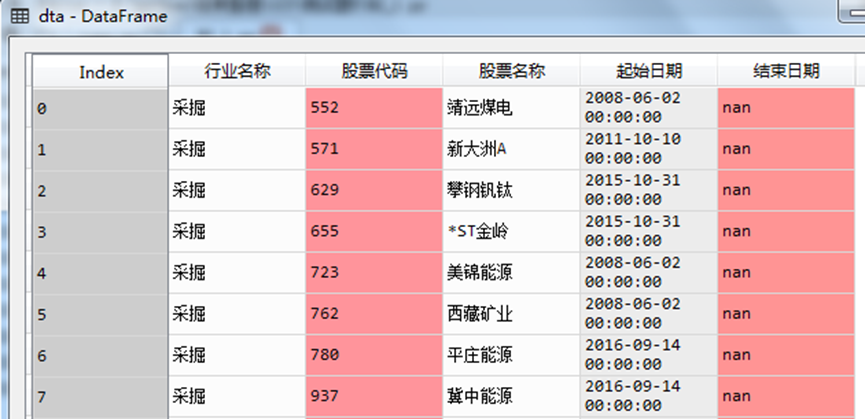 dta - DataFrame
Index 行业名称 股票代码 股票名称 起始日期 结束日期
0 采掘 552 靖远煤电 2008-06-02 00:00:00 nan
1 采掘 571 新大洲A 2011-10-10 00:00:00 nan
2 采掘 629 攀钢钒钛 2015-10-31 00:00:00 nan
3 采掘 655 *ST金岭 2015-10-31 00:00:00 nan
4 采掘 723 美锦能源 2008-06-02 00:00:00 nan
5 采掘 762 西藏矿业 2008-06-02 00:00:00 nan
6 采掘 780 平庄能源 2016-09-14 00:00:00 nan
7 采掘 937 冀中能源 2016-09-14 00:00:00 nan